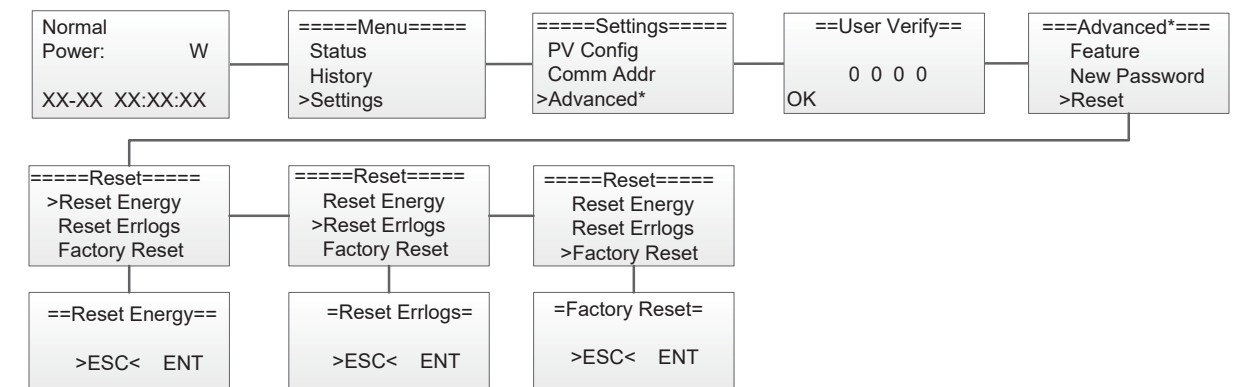 Normal
Power: W
XX-XX XX:XX:XX
=====Menu=====
Status
History
>Settings
=====Settings=====
PV Config
Comm Addr
>Advanced*
==User Verify==
0 0 0 0
OK
===Advanced*===
Feature
New Password
>Reset
=====Reset=====
>Reset Energy
Reset Errlogs
Factory Reset
=====Reset=====
Reset Energy
>Reset Errlogs
Factory Reset
=====Reset=====
Reset Energy
Reset Errlogs
>Factory Reset
==Reset Energy==
>ESC< ENT
=Reset Errlogs=
>ESC< ENT
=Factory Reset=
>ESC< ENT